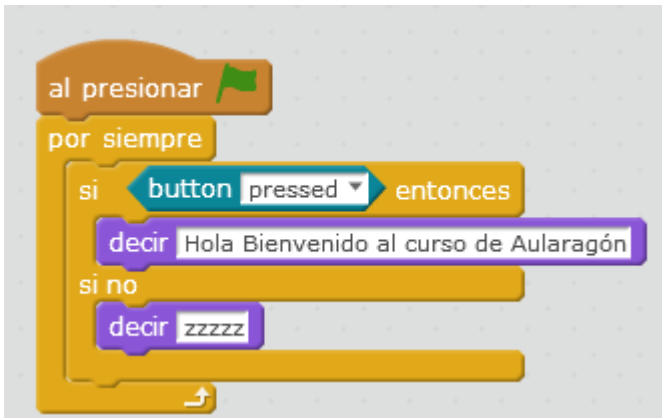 al presionar
por siempre
si button pressed entonces
decir Hola Bienvenido al curso de Aularagón
si no
decir zzzzz